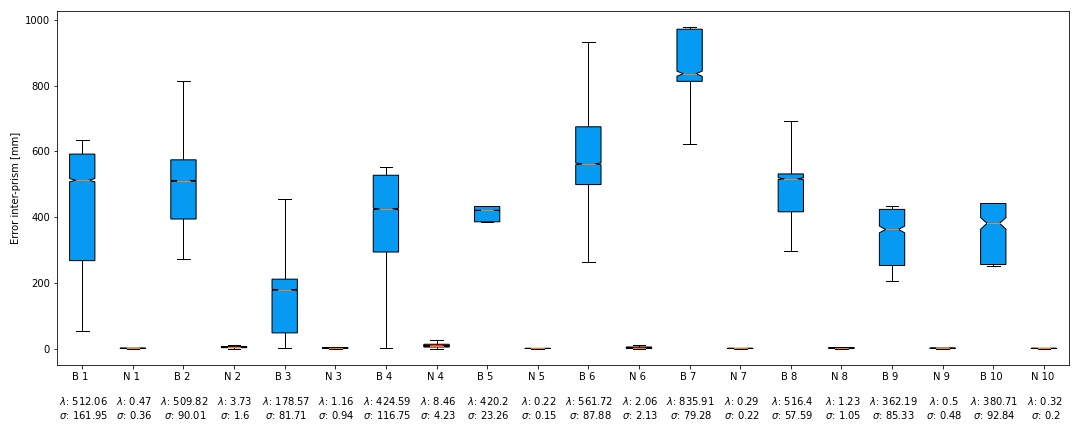 1000
800
600
400
200
0
Error inter-prism [mm]
B 1 N 1 B 2 N 2 B 3 N 3 B 4 N 4 B 5 N 5 B 6 N 6 B 7 N 7 B 8 N 8 B 9 N 9 B 10 N 10
λ: 512.06 λ: 0.47 λ: 509.82 λ: 3.73 λ: 178.57 λ: 1.16 λ: 424.59 λ: 8.46 λ: 420.2 λ: 0.22 λ: 561.72 λ: 2.06 λ: 835.91 λ: 0.29 λ: 516.4 λ: 1.23 λ: 362.19 λ: 0.5 λ: 380.71 λ: 0.32
σ: 161.95 σ: 0.36 σ: 90.01 σ: 1.6 σ: 81.71 σ: 0.94 σ: 116.75 σ: 4.23 σ: 23.26 σ: 0.15 σ: 87.88 σ: 2.13 σ: 79.28 σ: 0.22 σ: 57.59 σ: 1.05 σ: 85.33 σ: 0.48 σ: 92.84 σ: 0.2